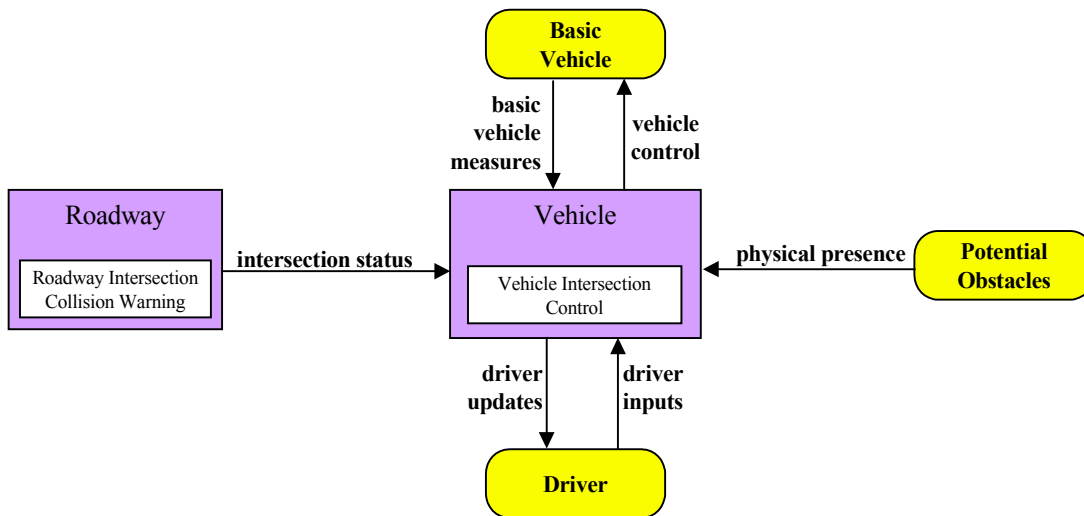 Basic
Vehicle
basic
vehicle
measures
vehicle
control
Roadway
Roadway Intersection
Collision Warning
intersection status
Vehicle
Vehicle Intersection
Control
physical presence
Potential
Obstacles
driver
updates
driver
inputs
Driver